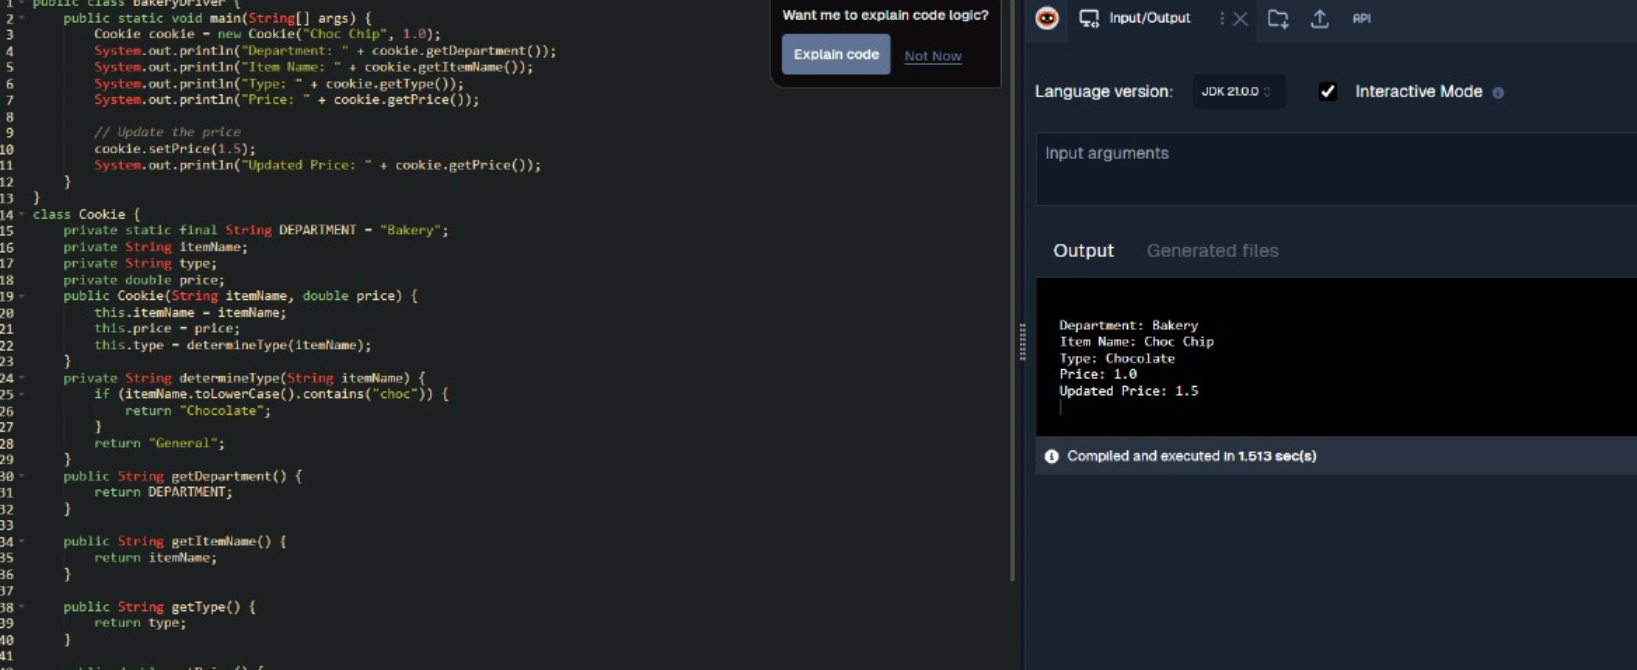 1 public class BakeryDriver {
2 public static void main(String[] args) {
3 Cookie cookie = new Cookie("Choc Chip", 1.0);
4 System.out.println("Department: " + cookie.getDepartment());
5 System.out.println("Item Name: " + cookie.getItemName());
6 System.out.println("Type: " + cookie.getType());
7 System.out.println("Price: " + cookie.getPrice());
8
9 // Update the price
10 cookie.setPrice(1.5);
11 System.out.println("Updated Price: " + cookie.getPrice());
12 }
13 }
14 class Cookie {
15 private static final String DEPARTMENT = "Bakery";
16 private String itemName;
17 private String type;
18 private double price;
19 public Cookie(String itemName, double price) {
20 this.itemName = itemName;
21 this.price = price;
22 this.type = determineType(itemName);
23 }
24 private String determineType(String itemName) {
25 if (itemName.toLowerCase().contains("choc")) {
26 return "Chocolate";
27 }
28 return "General";
29 }
30 public String getDepartment() {
31 return DEPARTMENT;
32 }
33
34 public String getItemName() {
35 return itemName;
36 }
37
38 public String getType() {
39 return type;
40 }
41
Want me to explain code logic?
Explain code Not Now
Input/Output API
Language version: JDK 21.0.0 Interactive Mode
Input arguments
Output Generated files
Department: Bakery
Item Name: Choc Chip
Type: Chocolate
Price: 1.0
Updated Price: 1.5
Compiled and executed in 1.513 sec(s)